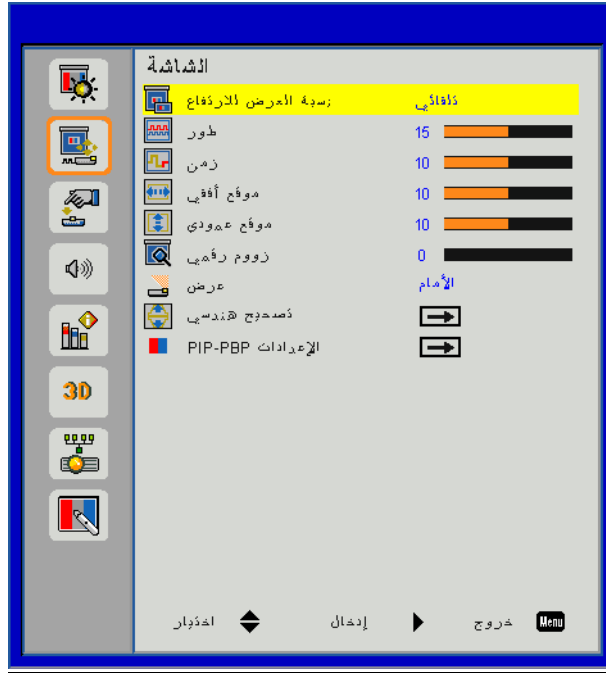 الشاشة
نسبة العرض للارتفاع تلقائي
طور 15
زمن 10
موقع أفقي 10
موقع عمودي 10
زووم رقمي 0
عرض الأمام
تصحيح هندسي
الإعدادات PIP-PBP
3D
اختيار إدخال خروج Menu